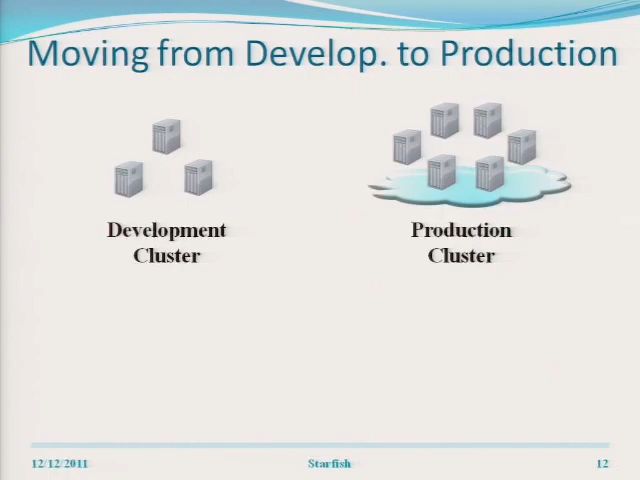 Moving from Develop. to Production
Development
Cluster
Production
Cluster
12/12/2011
Starfish
12